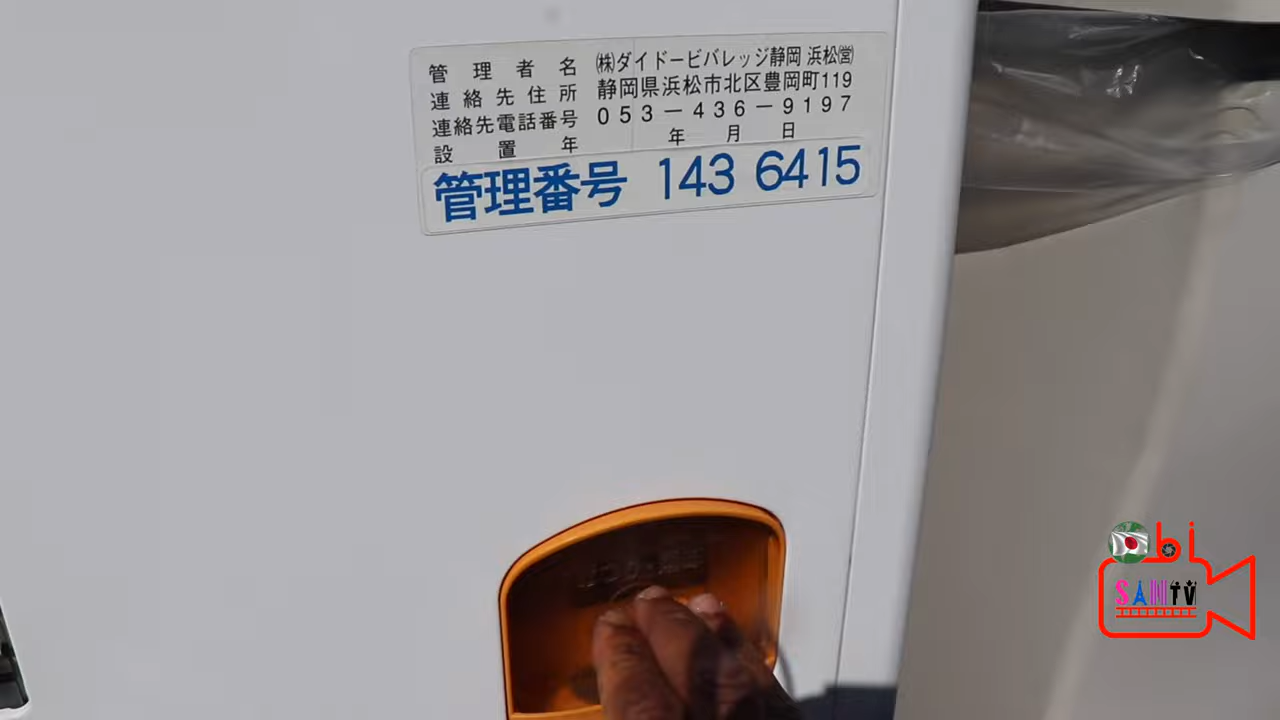 管理者名 ㈱ダイドービバレッジ静岡 浜松㊂
連絡先住所 静岡県浜松市北区豊岡町119
連絡先電話番号 053-436-9197
設置年 年 月 日
管理番号 143 6415
obi
SAMTV